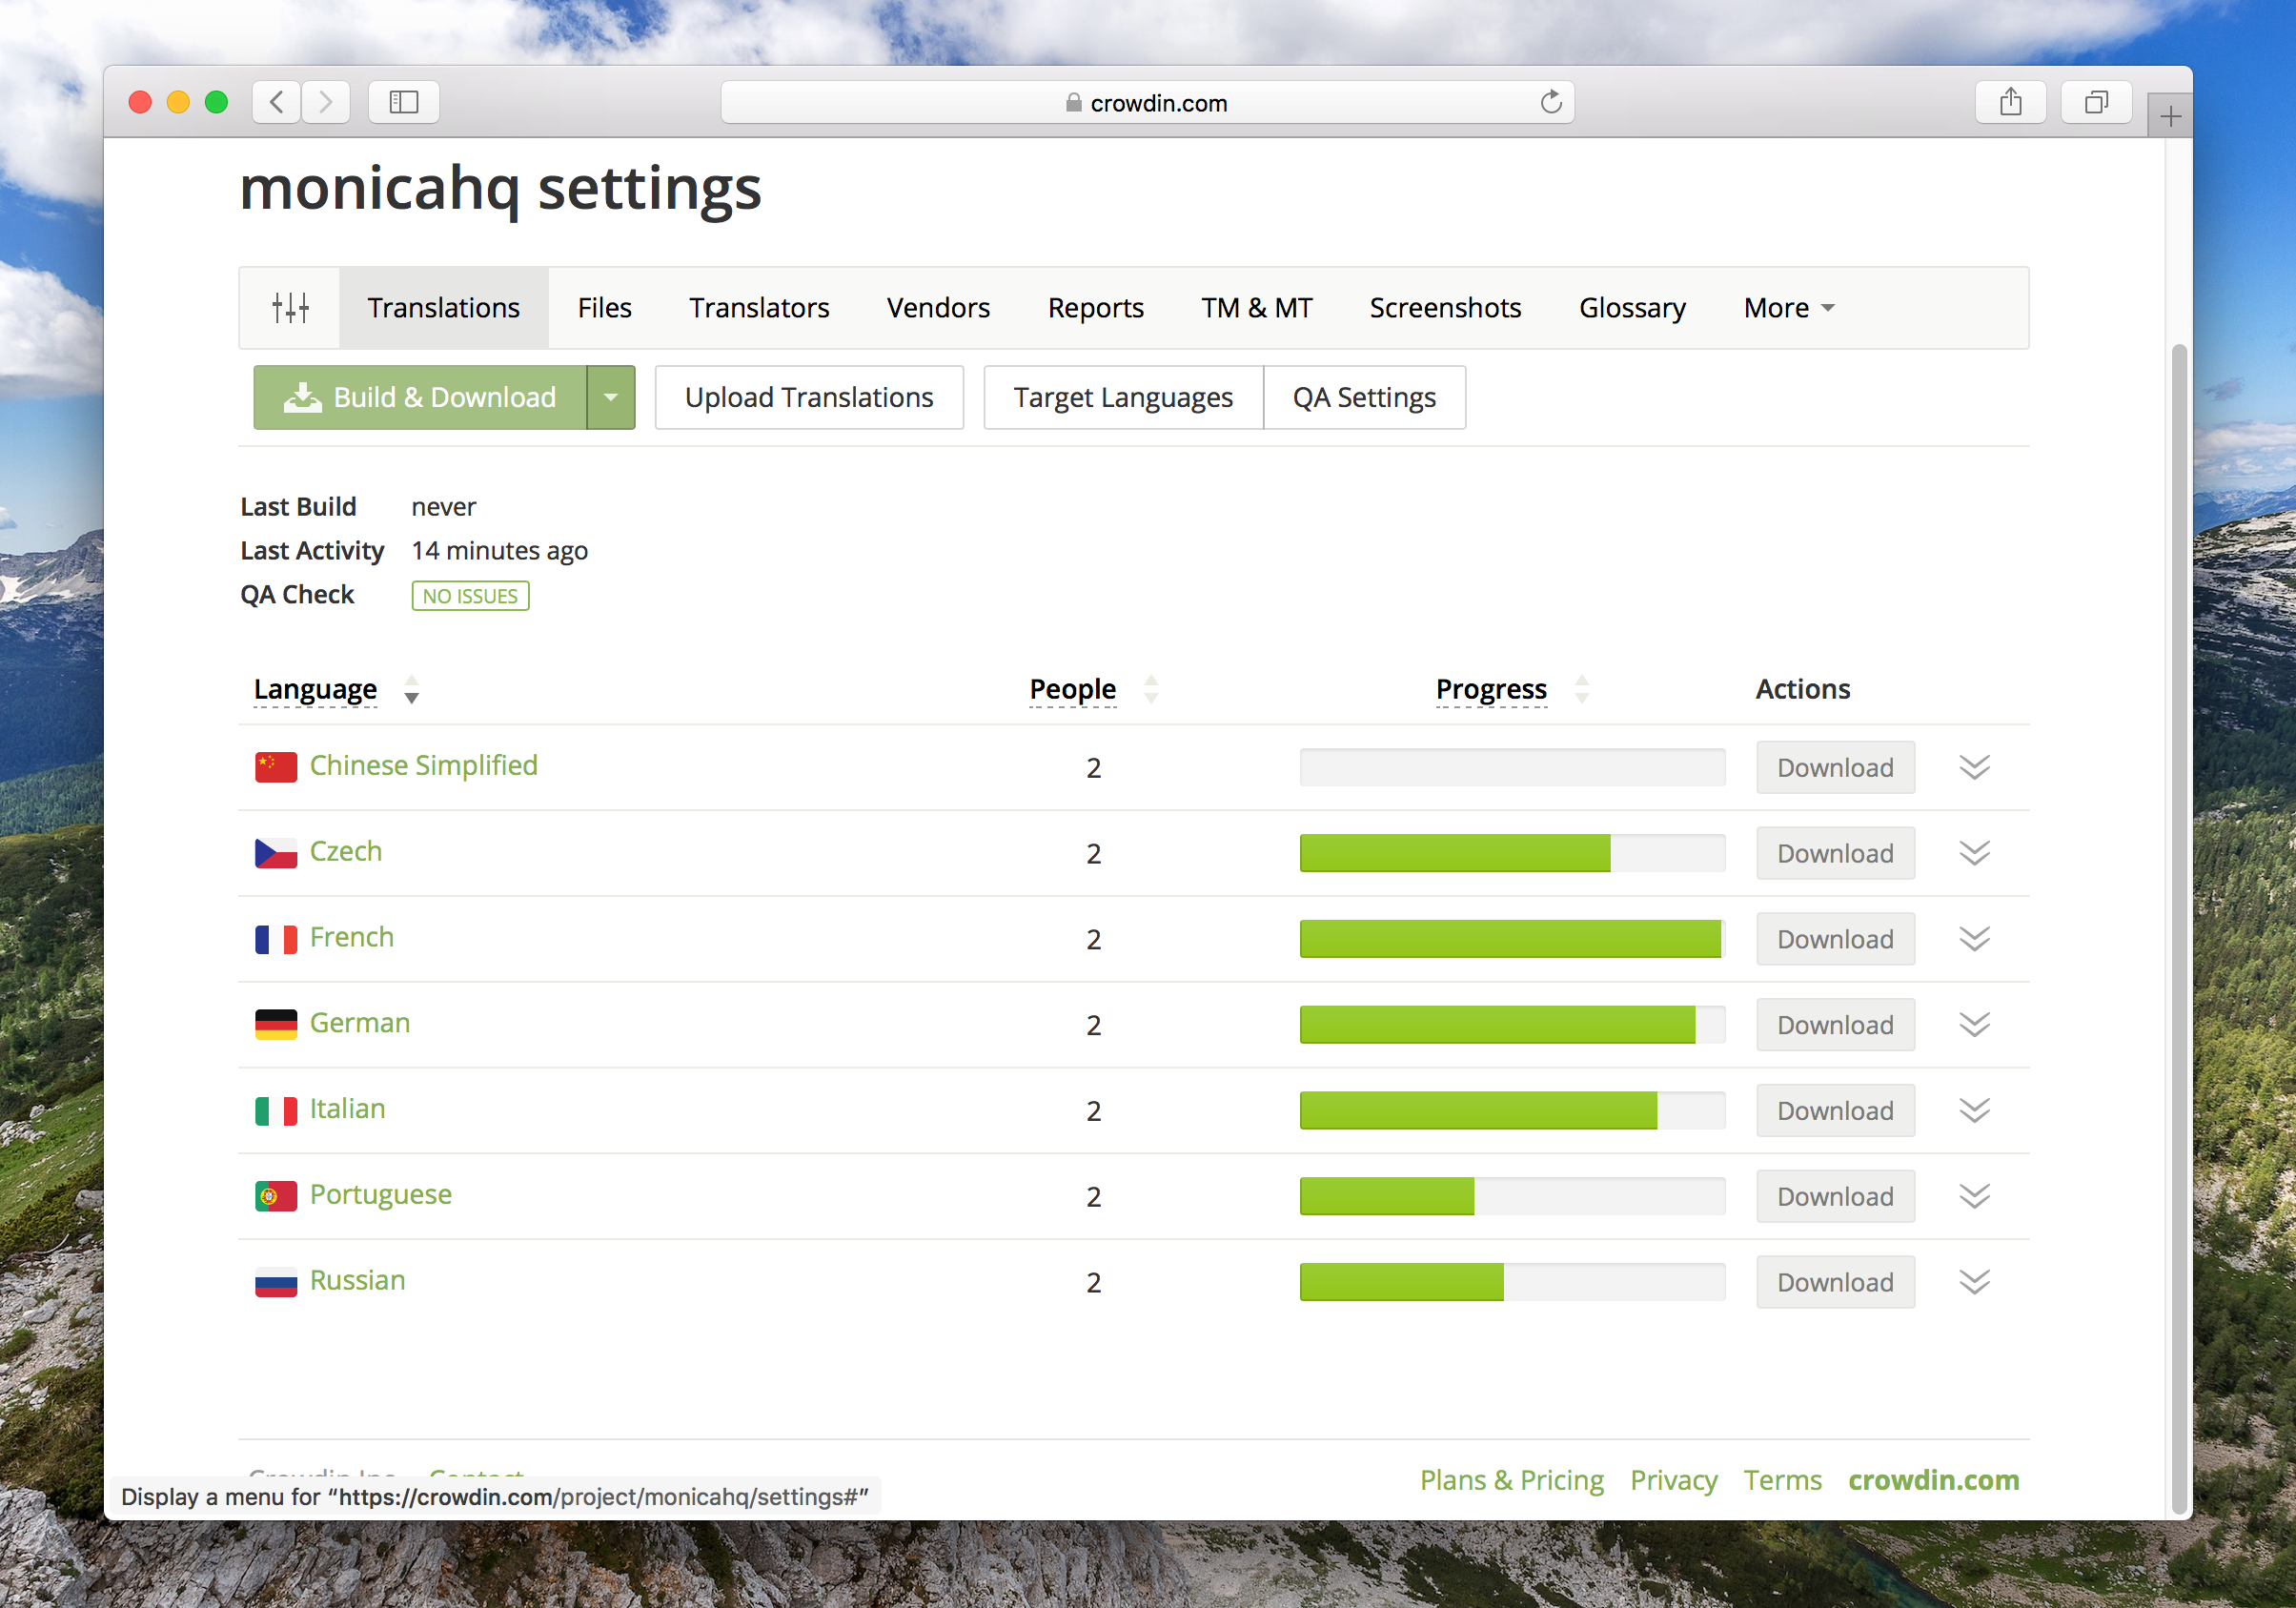 crowdin.com
monicahq settings
Translations Files Translators Vendors Reports TM & MT Screenshots Glossary More
Build & Download Upload Translations Target Languages QA Settings
Last Build never
Last Activity 14 minutes ago
QA Check NO ISSUES
Language People Progress Actions
Chinese Simplified 2 Download
Czech 2 Download
French 2 Download
German 2 Download
Italian 2 Download
Portuguese 2 Download
Russian 2 Download
Crowdin Inc. Contact Plans & Pricing Privacy Terms crowdin.com
Display a menu for “https://crowdin.com/project/monicahq/settings#”